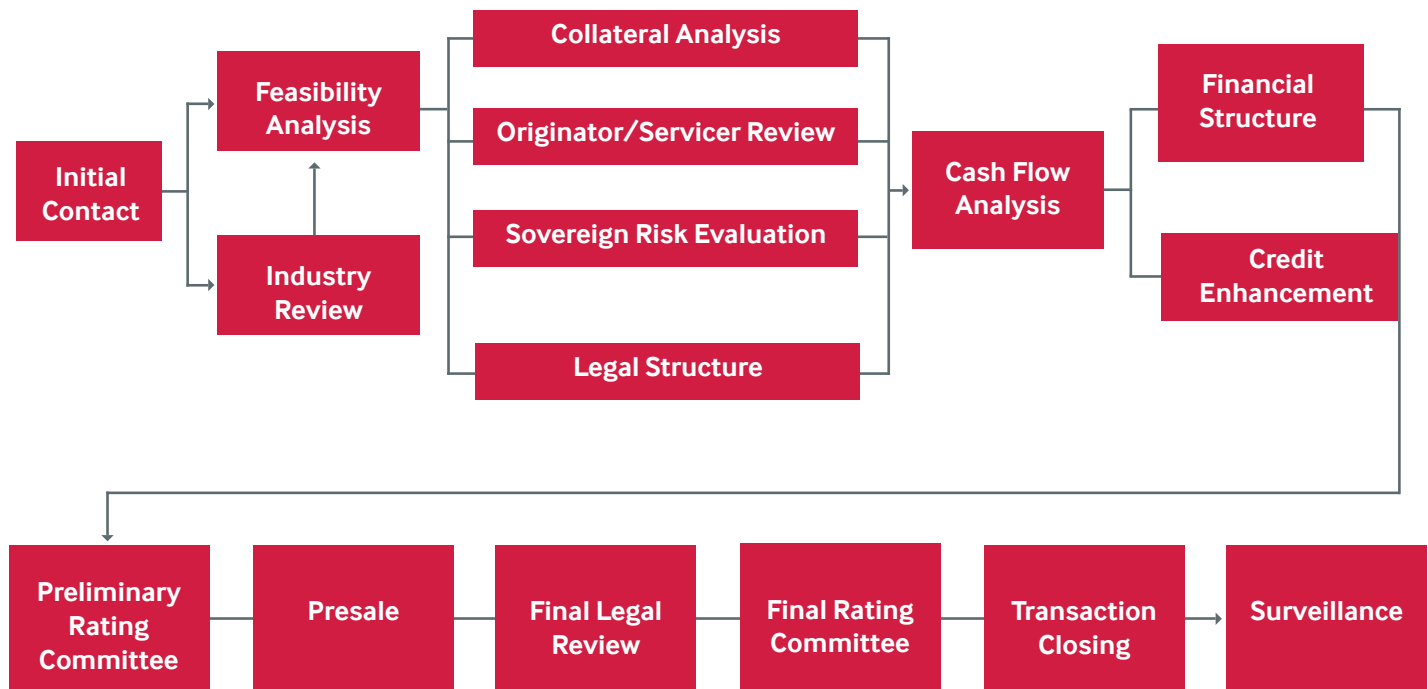 Initial
Contact
Feasibility
Analysis
Industry
Review
Collateral Analysis
Originator/Servicer Review
Sovereign Risk Evaluation
Legal Structure
Cash Flow
Analysis
Financial
Structure
Credit
Enhancement
Preliminary
Rating
Committee
Presale
Final Legal
Review
Final Rating
Committee
Transaction
Closing
Surveillance